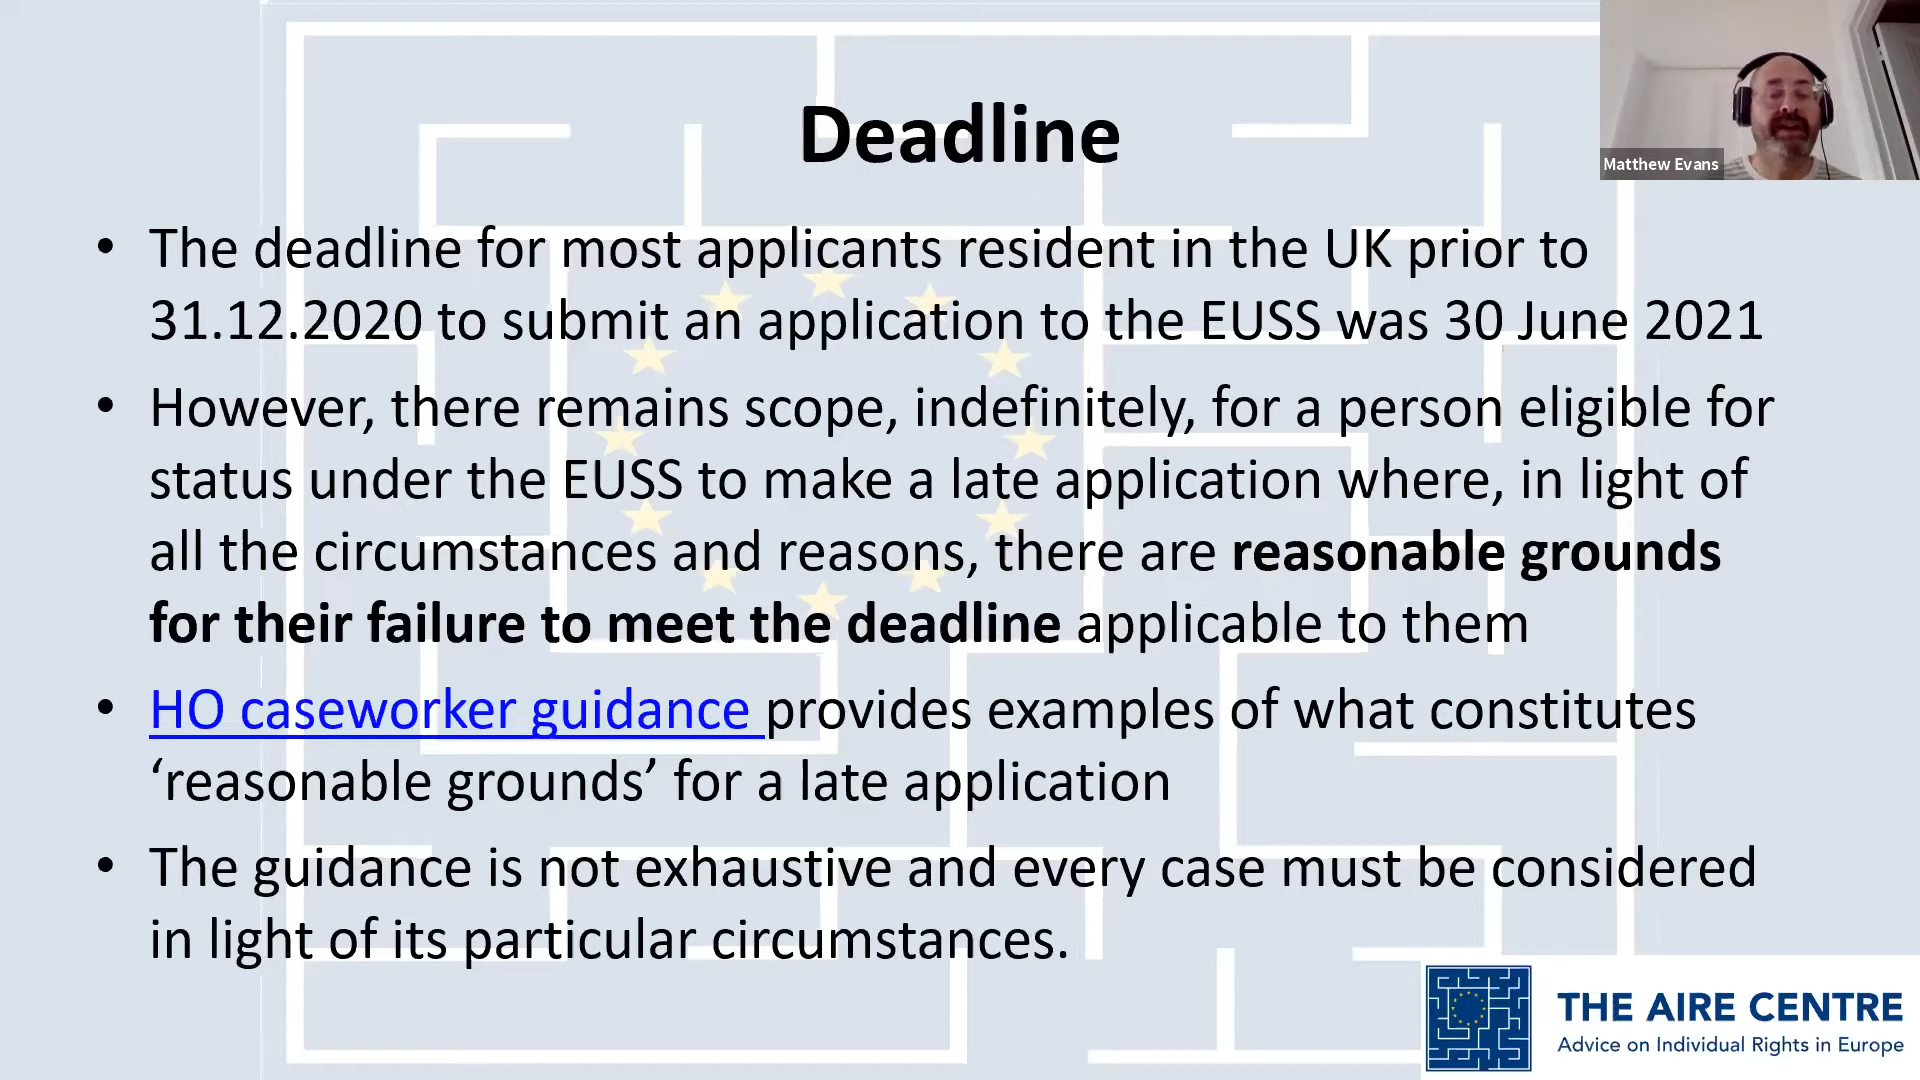 Deadline
Matthew Evans
• The deadline for most applicants resident in the UK prior to
31.12.2020 to submit an application to the EUSS was 30 June 2021
• However, there remains scope, indefinitely, for a person eligible for
status under the EUSS to make a late application where, in light of
all the circumstances and reasons, there are reasonable grounds
for their failure to meet the deadline applicable to them
• HO caseworker guidance provides examples of what constitutes
‘reasonable grounds’ for a late application
• The guidance is not exhaustive and every case must be considered
in light of its particular circumstances.
THE AIRE CENTRE
Advice on Individual Rights in Europe